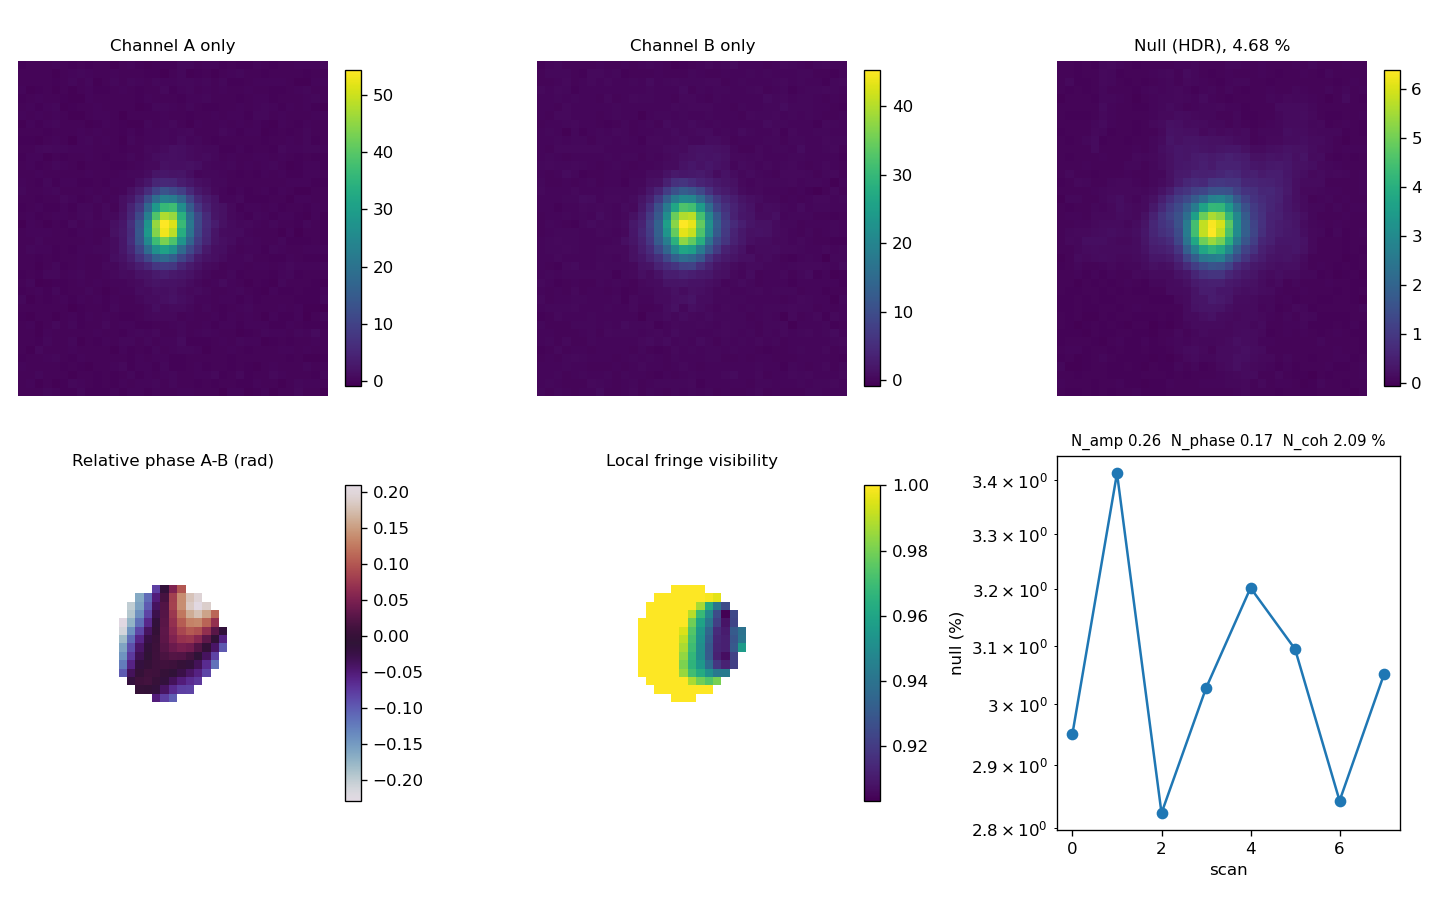 Channel A only
50
40
30
20
10
0
Channel B only
40
30
20
10
0
Null (HDR), 4.68 %
6
5
4
3
2
1
0
Relative phase A-B (rad)
0.20
0.15
0.10
0.05
0.00
−0.05
−0.10
−0.15
−0.20
Local fringe visibility
1.00
0.98
0.96
0.94
0.92
N_amp 0.26  N_phase 0.17  N_coh 2.09 %
null (%)
3.4 × 10⁰
3.3 × 10⁰
3.2 × 10⁰
3.1 × 10⁰
3 × 10⁰
2.9 × 10⁰
2.8 × 10⁰
0 2 4 6
scan